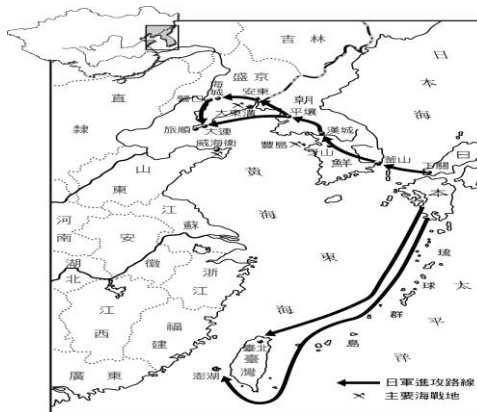 吉林
盛京
直隸
海城
營口
安東
大東溝
旅順
大連
威海衛
朝鮮
平壤
漢城
豐島
牙山
釜山
下關
日本海
日本
山東
河南
安徽
江蘇
湖北
浙江
江西
福建
廣東
黃海
東海
琉球群島
太平洋
臺北
臺灣
澎湖
日軍進攻路線
主要海戰地